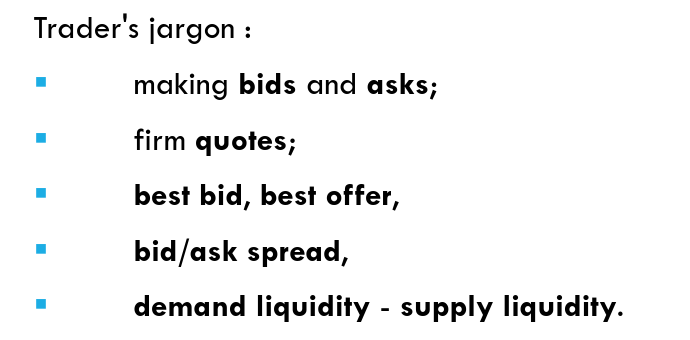 Trader's jargon :
making bids and asks;
firm quotes;
best bid, best offer,
bid/ask spread,
demand liquidity - supply liquidity.